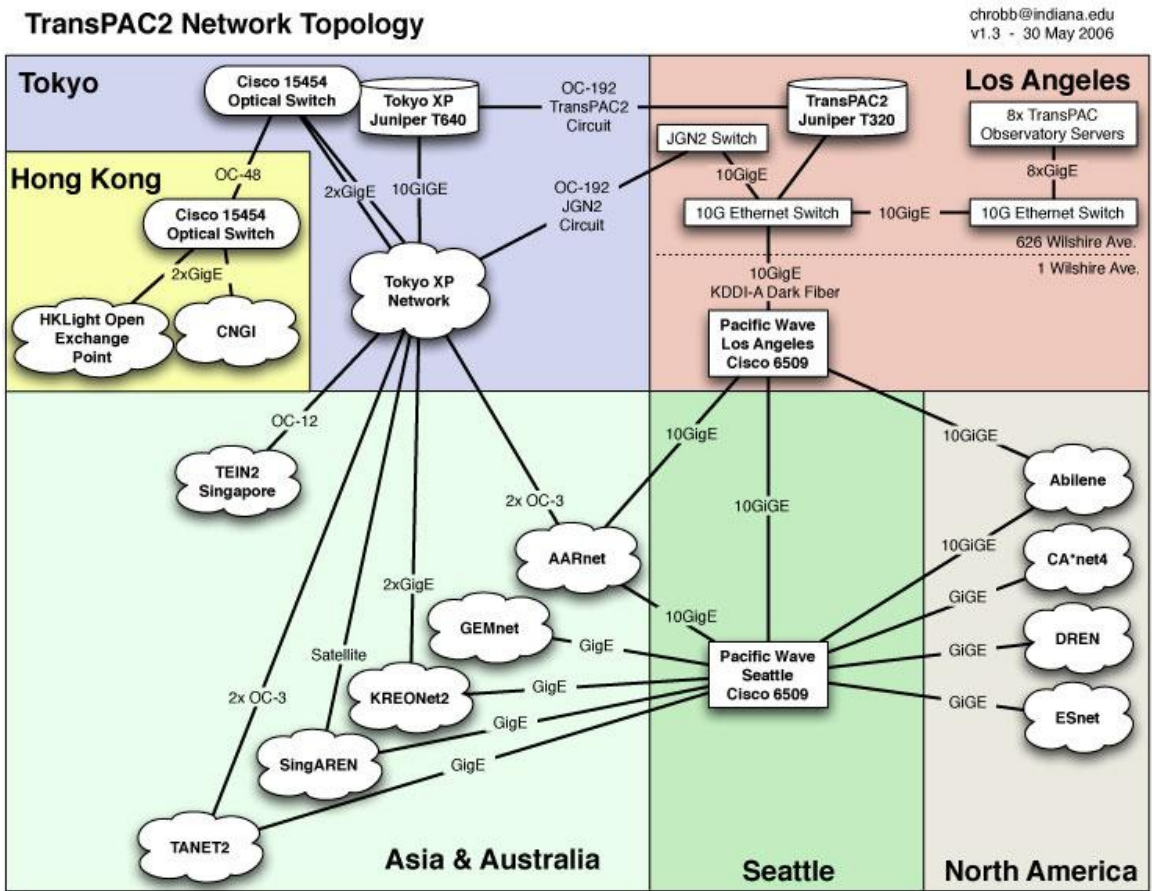 TransPAC2 Network Topology
chrobb@indiana.edu
v1.3 - 30 May 2006
Tokyo
Cisco 15454
Optical Switch
Tokyo XP
Juniper T640
OC-192
TransPAC2
Circuit
TransPAC2
Juniper T320
Los Angeles
8x TransPAC
Observatory Servers
JGN2 Switch
Hong Kong
OC-48
2xGigE
10GIGE
OC-192
JGN2
Circuit
10GigE
8xGigE
Cisco 15454
Optical Switch
10G Ethernet Switch
10GigE
10G Ethernet Switch
626 Wilshire Ave.
1 Wilshire Ave.
2xGigE
Tokyo XP
Network
10GigE
KDDI-A Dark Fiber
HKLight Open
Exchange
Point
CNGI
Pacific Wave
Los Angeles
Cisco 6509
OC-12
10GigE
10GiGE
TEIN2
Singapore
Abilene
2x OC-3
10GiGE
10GiGE
AARnet
CA*net4
2xGigE
GiGE
10GigE
GEMnet
GigE
DREN
GiGE
Satellite
Pacific Wave
Seattle
Cisco 6509
2x OC-3
KREONet2
GigE
GiGE
ESnet
GigE
SingAREN
GigE
TANET2
Asia & Australia
Seattle
North America